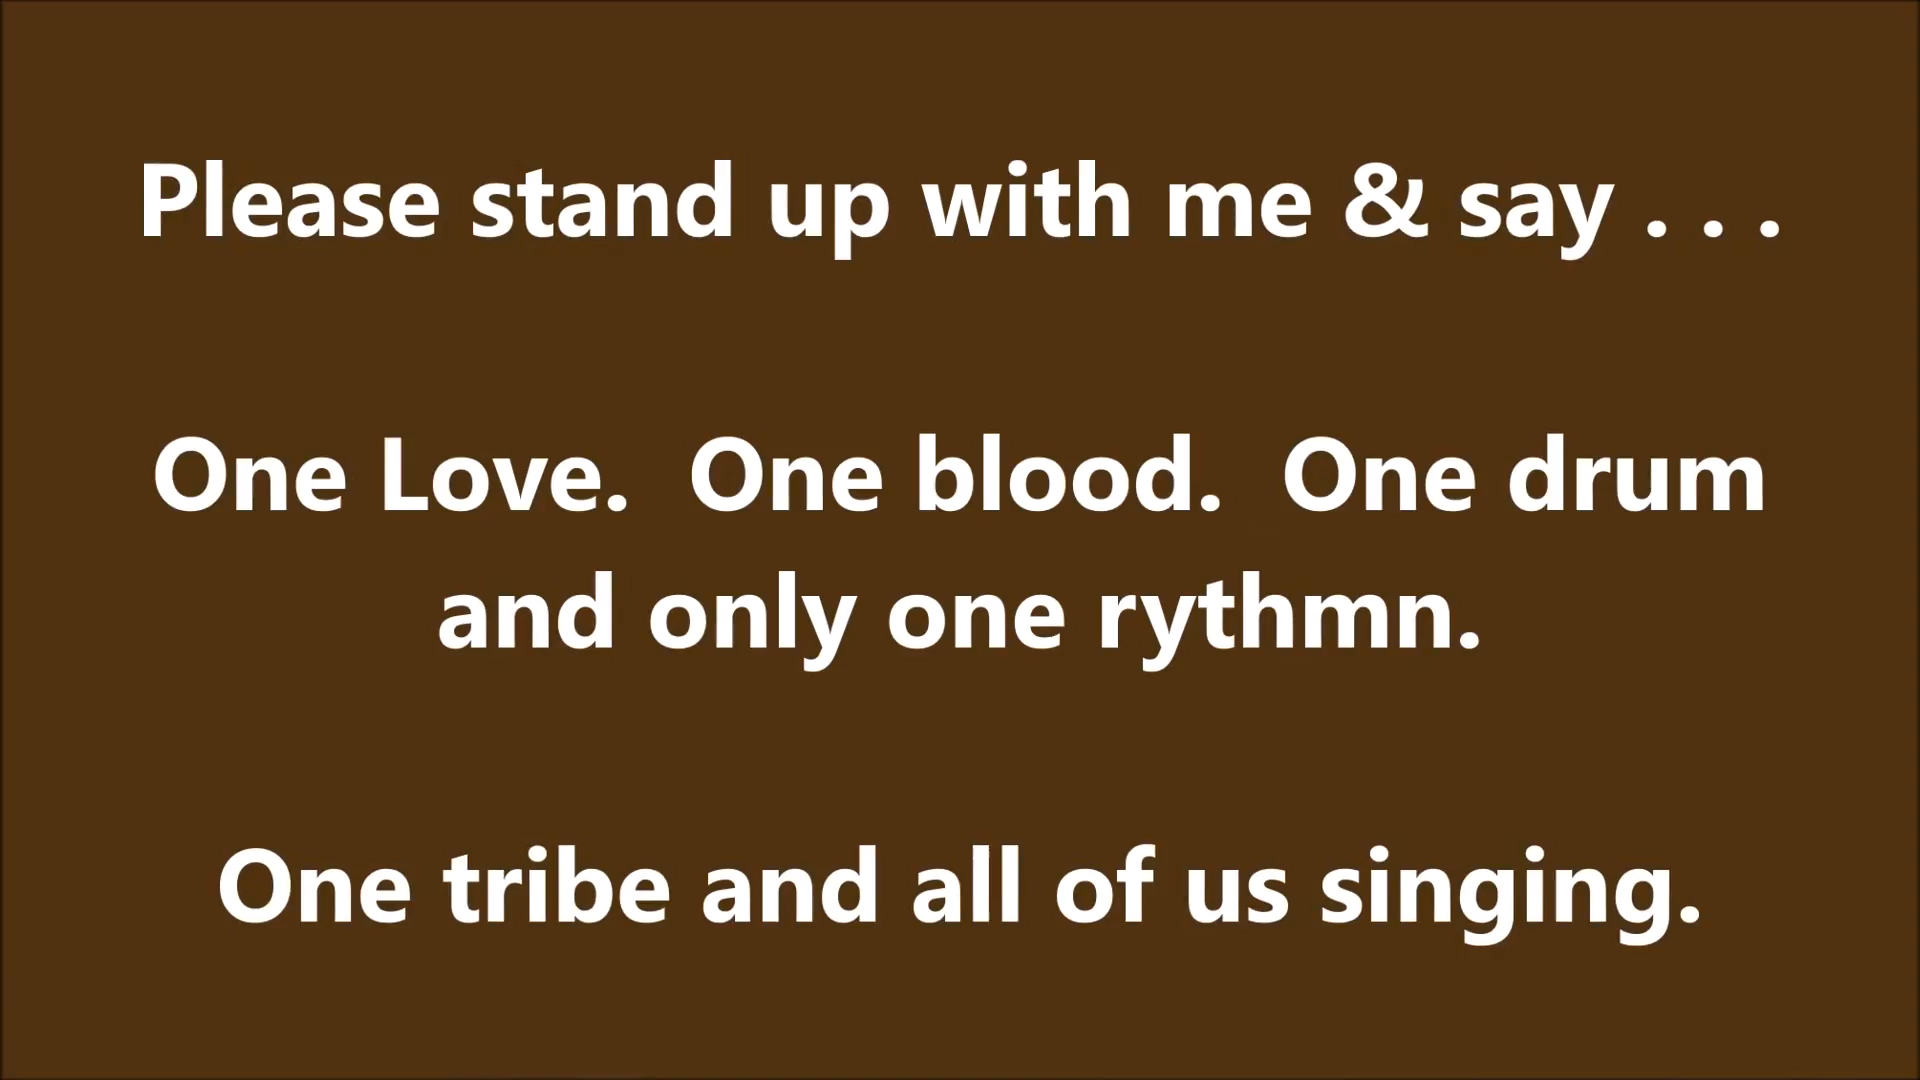 Please stand up with me & say . . .
One Love.  One blood.  One drum
and only one rythmn.
One tribe and all of us singing.